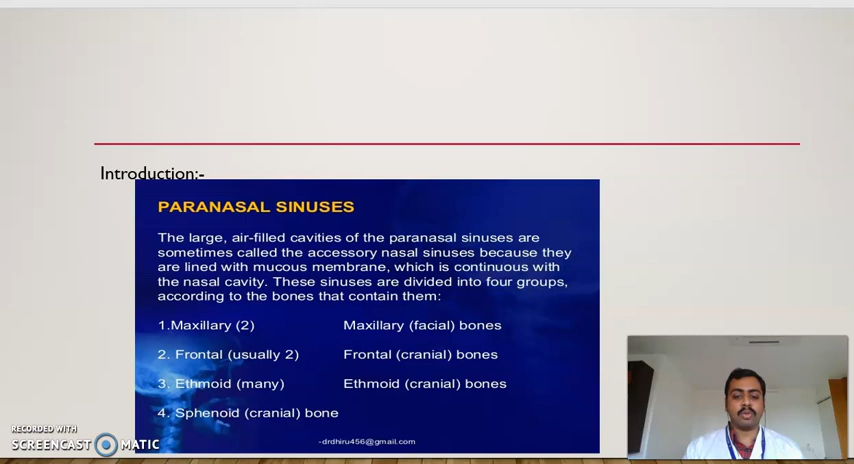 Introduction:-
PARANASAL SINUSES
The large, air-filled cavities of the paranasal sinuses are
sometimes called the accessory nasal sinuses because they
are lined with mucous membrane, which is continuous with
the nasal cavity. These sinuses are divided into four groups,
according to the bones that contain them:
1.Maxillary (2) Maxillary (facial) bones
2. Frontal (usually 2) Frontal (cranial) bones
3. Ethmoid (many) Ethmoid (cranial) bones
4. Sphenoid (cranial) bone
-drdhiru456@gmail.com
RECORDED WITH
SCREENCAST MATIC